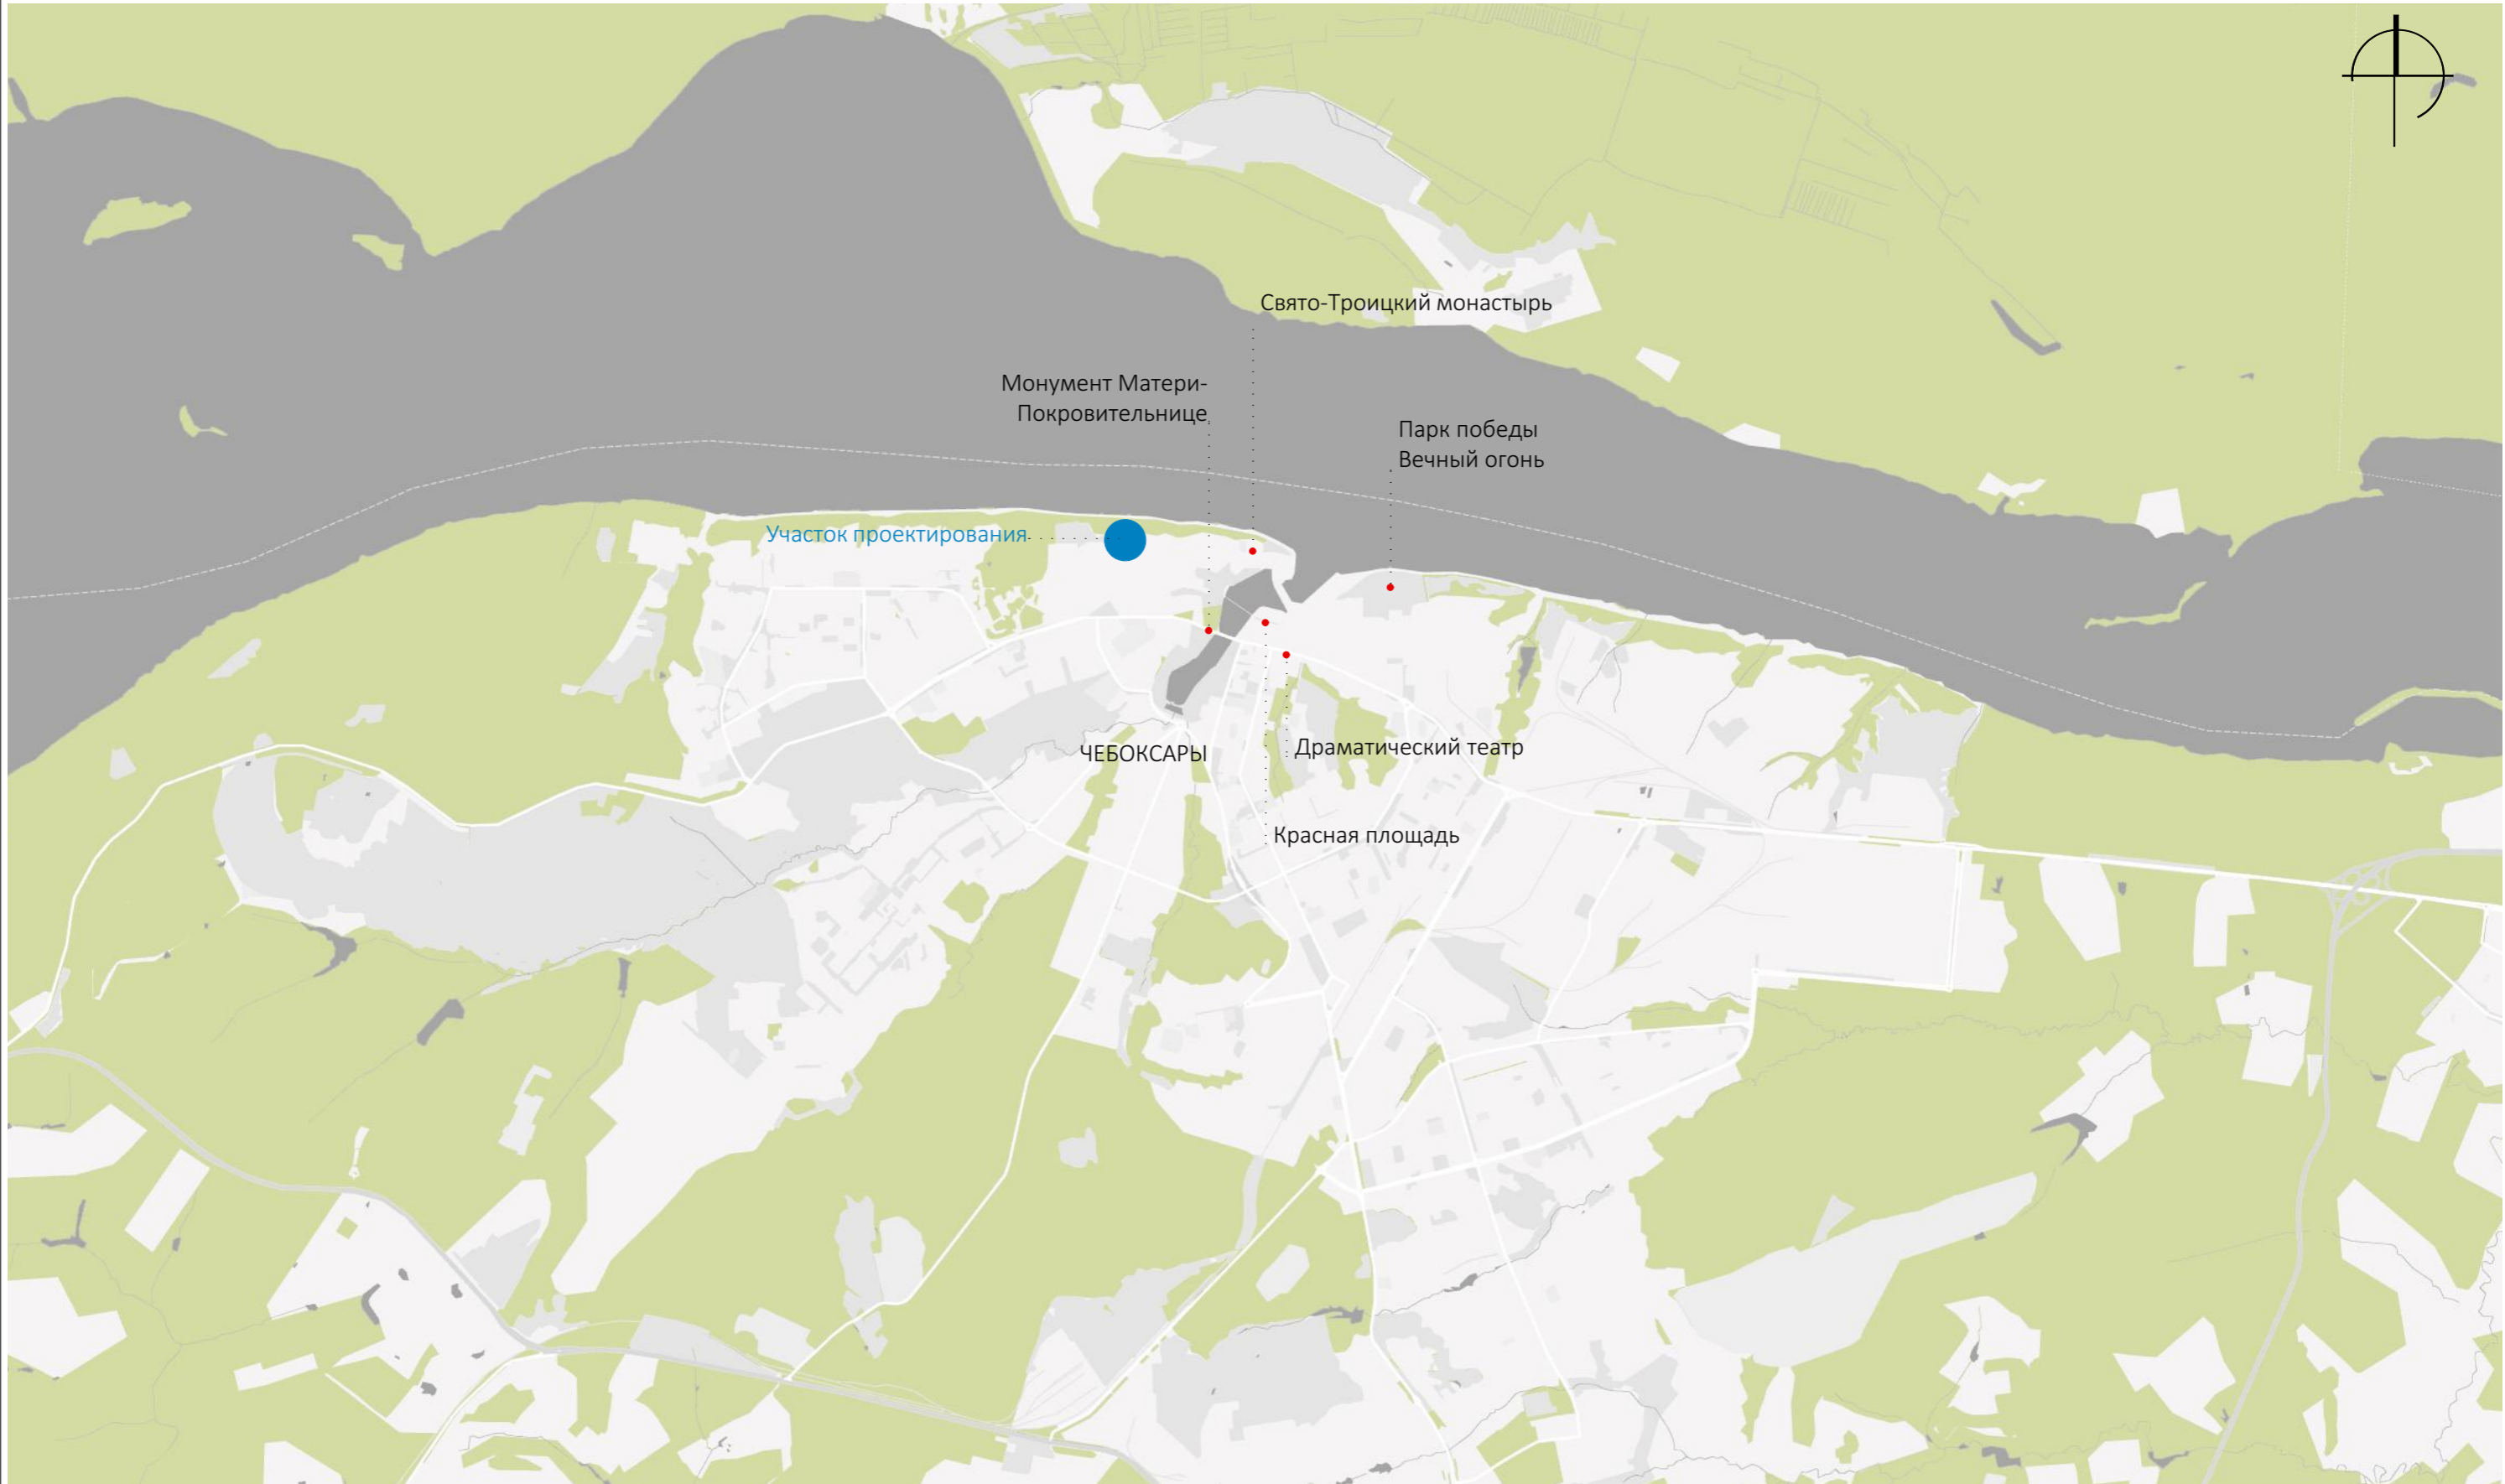 Свято-Троицкий монастырь
Монумент Матери-
Покровительнице
Парк победы
Вечный огонь
Участок проектирования
ЧЕБОКСАРЫ
Драматический театр
Красная площадь